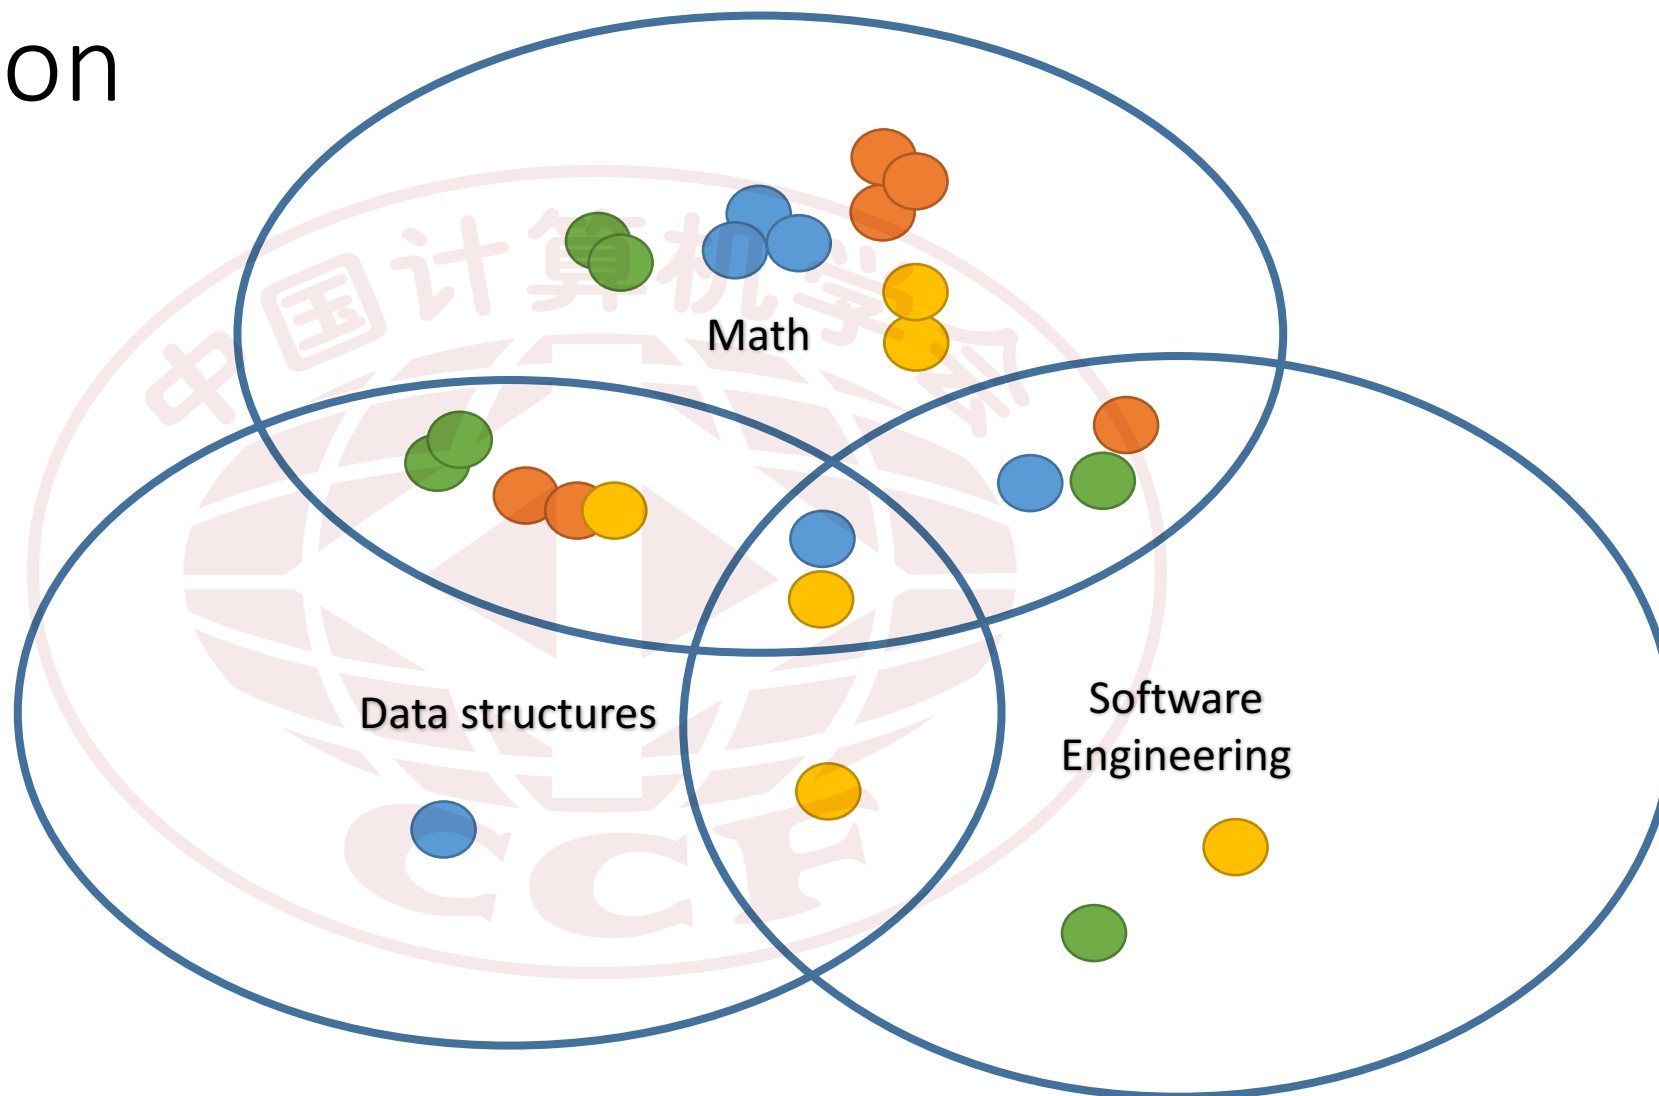 on
中国计算机学会
Math
Data structures
Software
Engineering
CCF